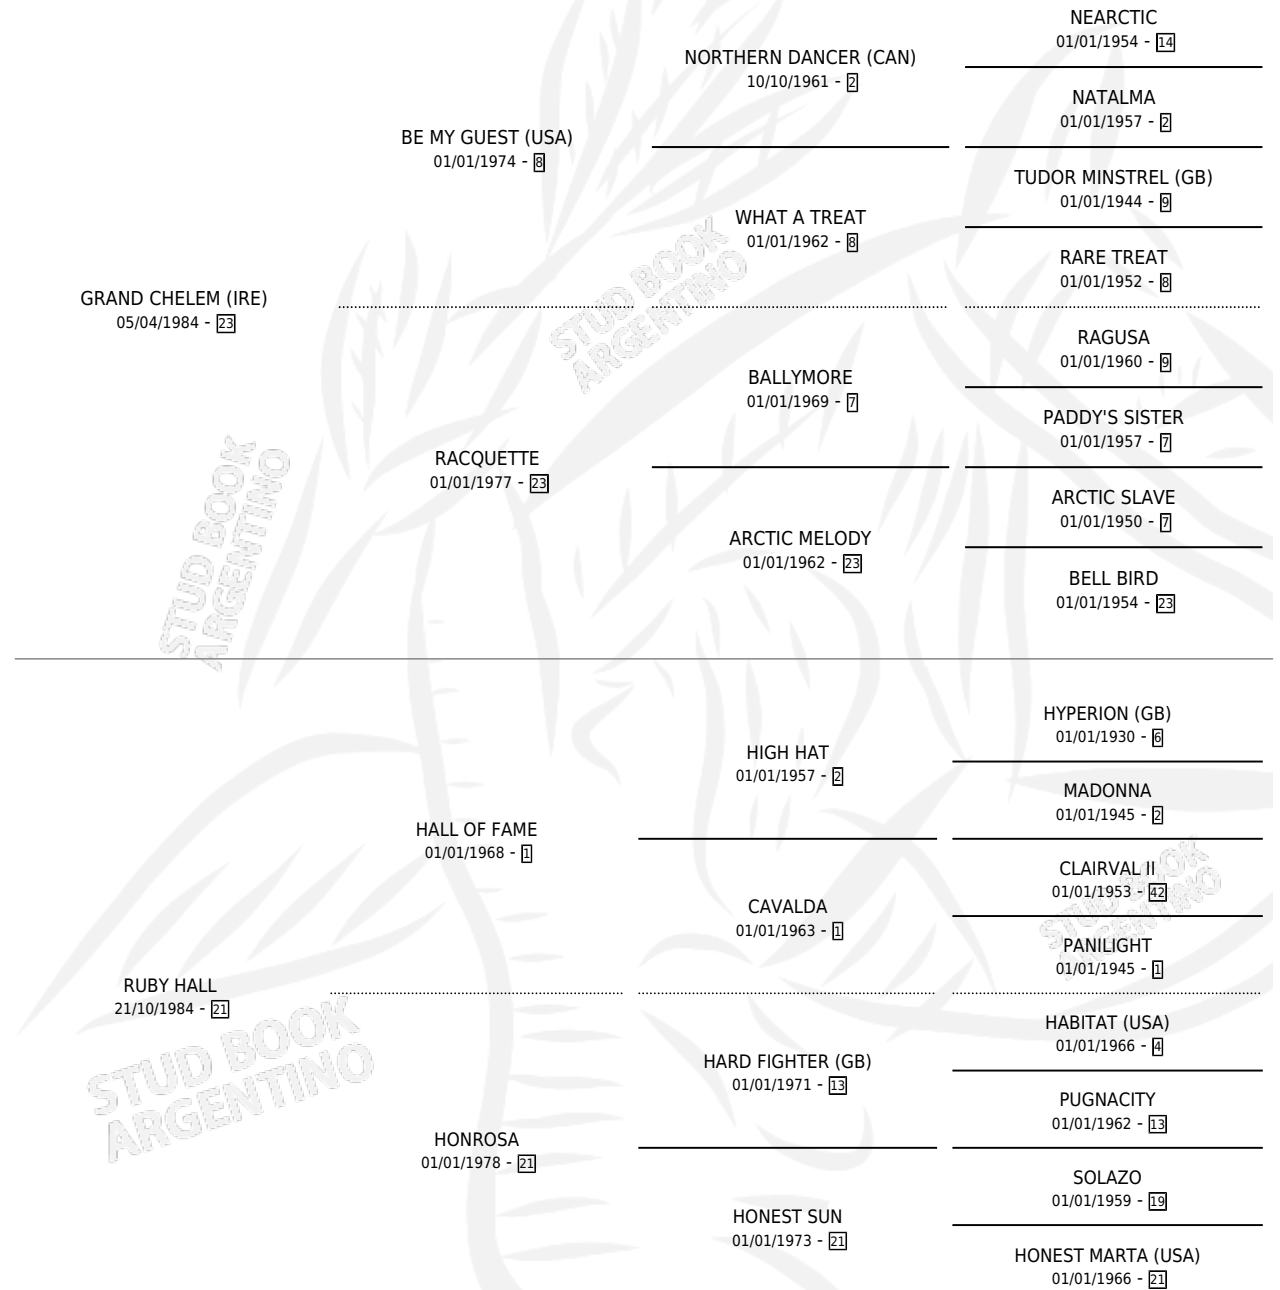 NEARCTIC
01/01/1954 - 14
NORTHERN DANCER (CAN)
10/10/1961 - 2
NATALMA
01/01/1957 - 2
BE MY GUEST (USA)
01/01/1974 - 8
TUDOR MINSTREL (GB)
01/01/1944 - 9
WHAT A TREAT
01/01/1962 - 8
RARE TREAT
01/01/1952 - 8
GRAND CHELEM (IRE)
05/04/1984 - 23
RAGUSA
01/01/1960 - 9
BALLYMORE
01/01/1969 - 7
PADDY'S SISTER
01/01/1957 - 7
RACQUETTE
01/01/1977 - 23
ARCTIC SLAVE
01/01/1950 - 7
ARCTIC MELODY
01/01/1962 - 23
BELL BIRD
01/01/1954 - 23
HYPERION (GB)
01/01/1930 - 6
HIGH HAT
01/01/1957 - 2
MADONNA
01/01/1945 - 2
HALL OF FAME
01/01/1968 - 1
CLAIRVAL II
01/01/1953 - 42
CAVALDA
01/01/1963 - 1
PANILIGHT
01/01/1945 - 1
RUBY HALL
21/10/1984 - 21
HABITAT (USA)
01/01/1966 - 4
HARD FIGHTER (GB)
01/01/1971 - 13
PUGNACITY
01/01/1962 - 13
HONROSA
01/01/1978 - 21
SOLAZO
01/01/1959 - 19
HONEST SUN
01/01/1973 - 21
HONEST MARTA (USA)
01/01/1966 - 21
STUD BOOK
ARGENTINO
STUD BOOK
ARGENTINO
STUD BOOK
ARGENTINO
STUD BOOK
ARGENTINO